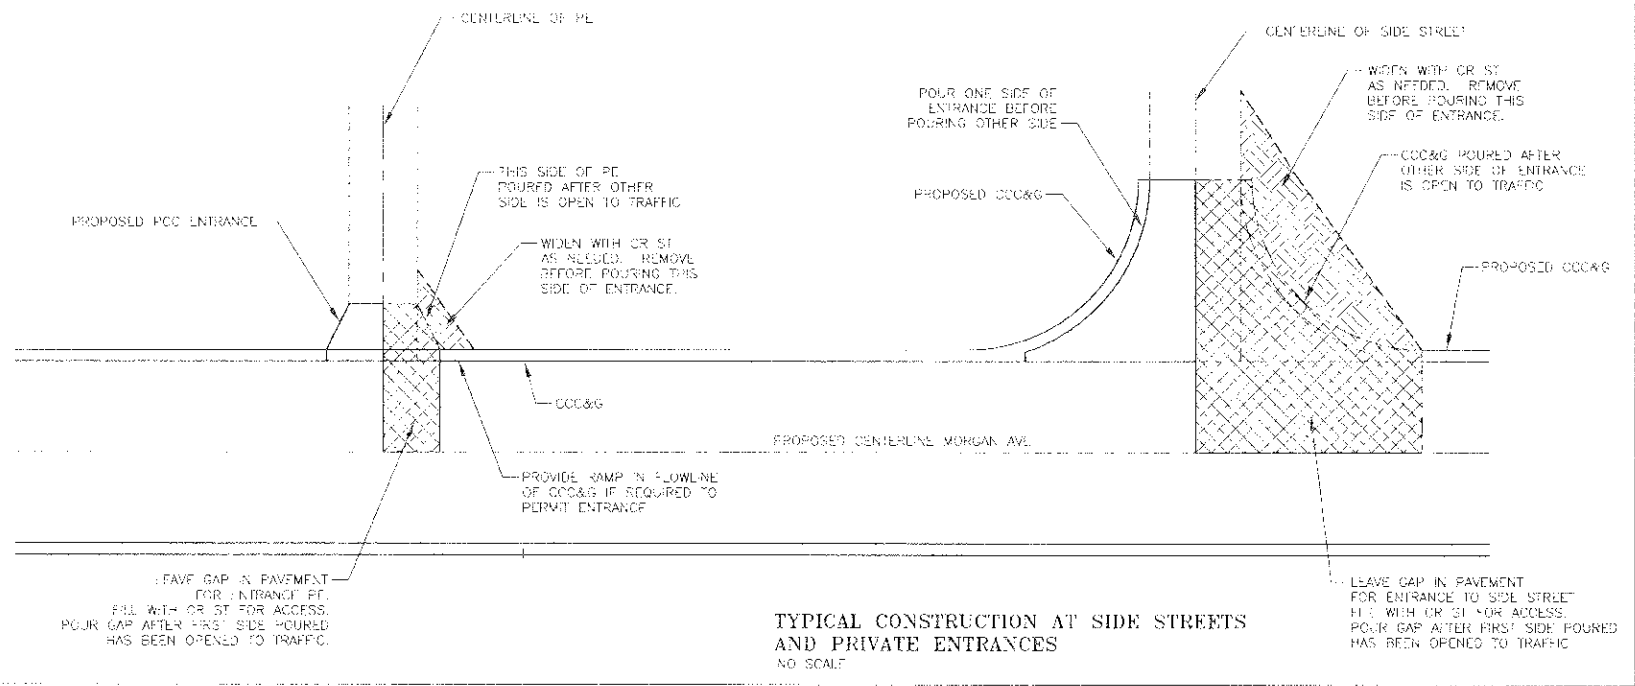 CENTERLINE OF PE
CENTERLINE OF SIDE STREET
WIDEN WITH CR ST
AS NEEDED. REMOVE
BEFORE POURING THIS
SIDE OF ENTRANCE.
POUR ONE SIDE OF
ENTRANCE BEFORE
POURING OTHER SIDE
CCC&G POURED AFTER
OTHER SIDE OF ENTRANCE
IS OPEN TO TRAFFIC
THIS SIDE OF PE
POURED AFTER OTHER
SIDE IS OPEN TO TRAFFIC
PROPOSED CCC&G
PROPOSED PCC ENTRANCE
WIDEN WITH CR ST
AS NEEDED. REMOVE
BEFORE POURING THIS
SIDE OF ENTRANCE.
PROPOSED CCC&G
CCC&G
PROPOSED CENTERLINE MORGAN AVE
PROVIDE RAMP IN FLOWLINE
OF CCC&G IF REQUIRED TO
PERMIT ENTRANCE
LEAVE GAP IN PAVEMENT
FOR ENTRANCE PE.
FILL WITH CR ST FOR ACCESS.
POUR GAP AFTER FIRST SIDE POURED
HAS BEEN OPENED TO TRAFFIC.
LEAVE GAP IN PAVEMENT
FOR ENTRANCE TO SIDE STREET
FILL WITH CR ST FOR ACCESS.
POUR GAP AFTER FIRST SIDE POURED
HAS BEEN OPENED TO TRAFFIC
TYPICAL CONSTRUCTION AT SIDE STREETS
AND PRIVATE ENTRANCES
NO SCALE